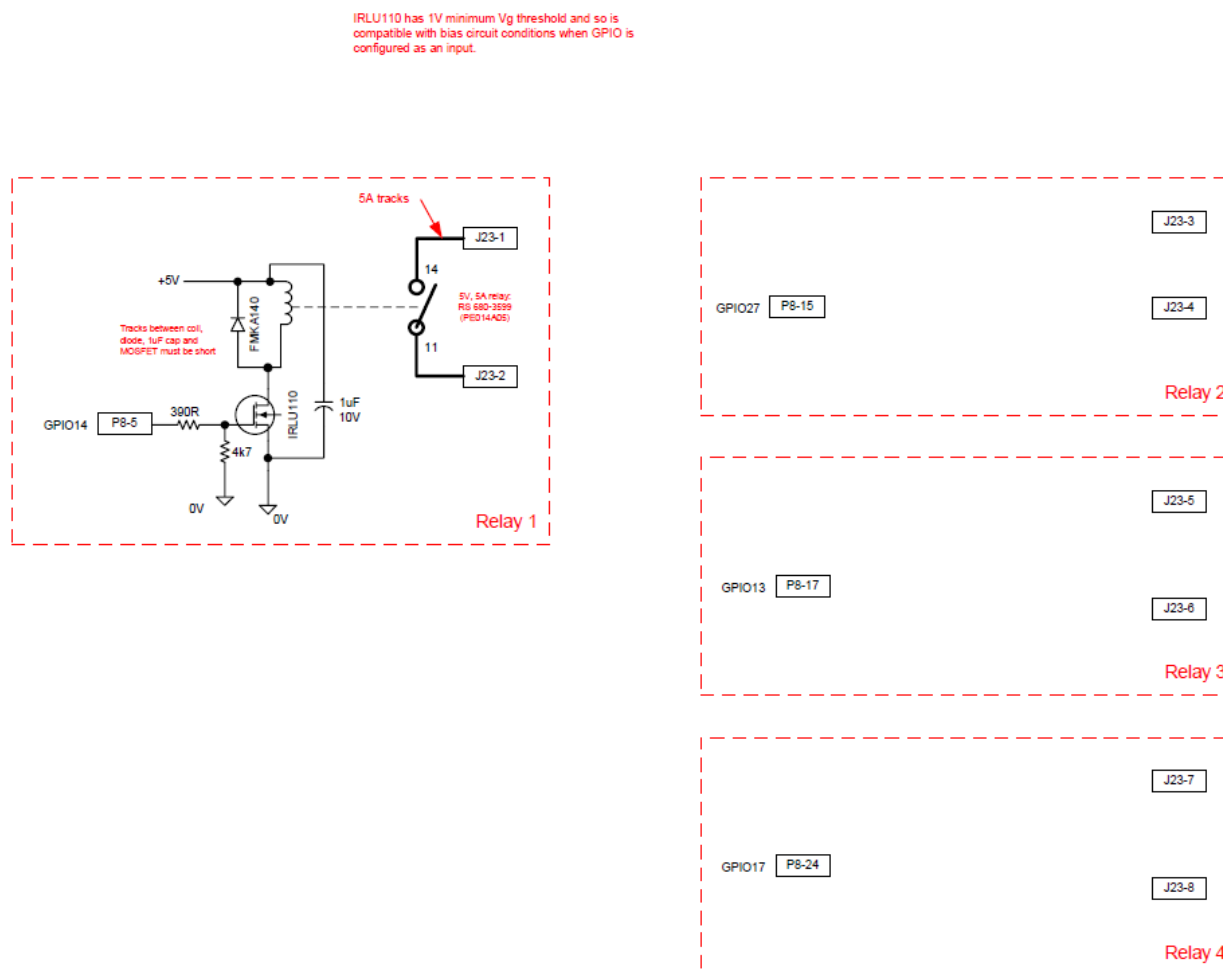 IRLU110 has 1V minimum Vg threshold and so is
compatible with bias circuit conditions when GPIO is
configured as an input.
5A tracks
J23-1
14
+5V
FMKA140
5V, 5A relay:
RS 680-3599
(PE014A05)
Tracks between coil,
diode, 1uF cap and
MOSFET must be short
11
J23-2
IRLU110
1uF
10V
GPIO14
P8-5
390R
4k7
0V
0V
Relay 1
J23-3
GPIO27
P8-15
J23-4
Relay 2
J23-5
GPIO13
P8-17
J23-6
Relay 3
J23-7
GPIO17
P8-24
J23-8
Relay 4